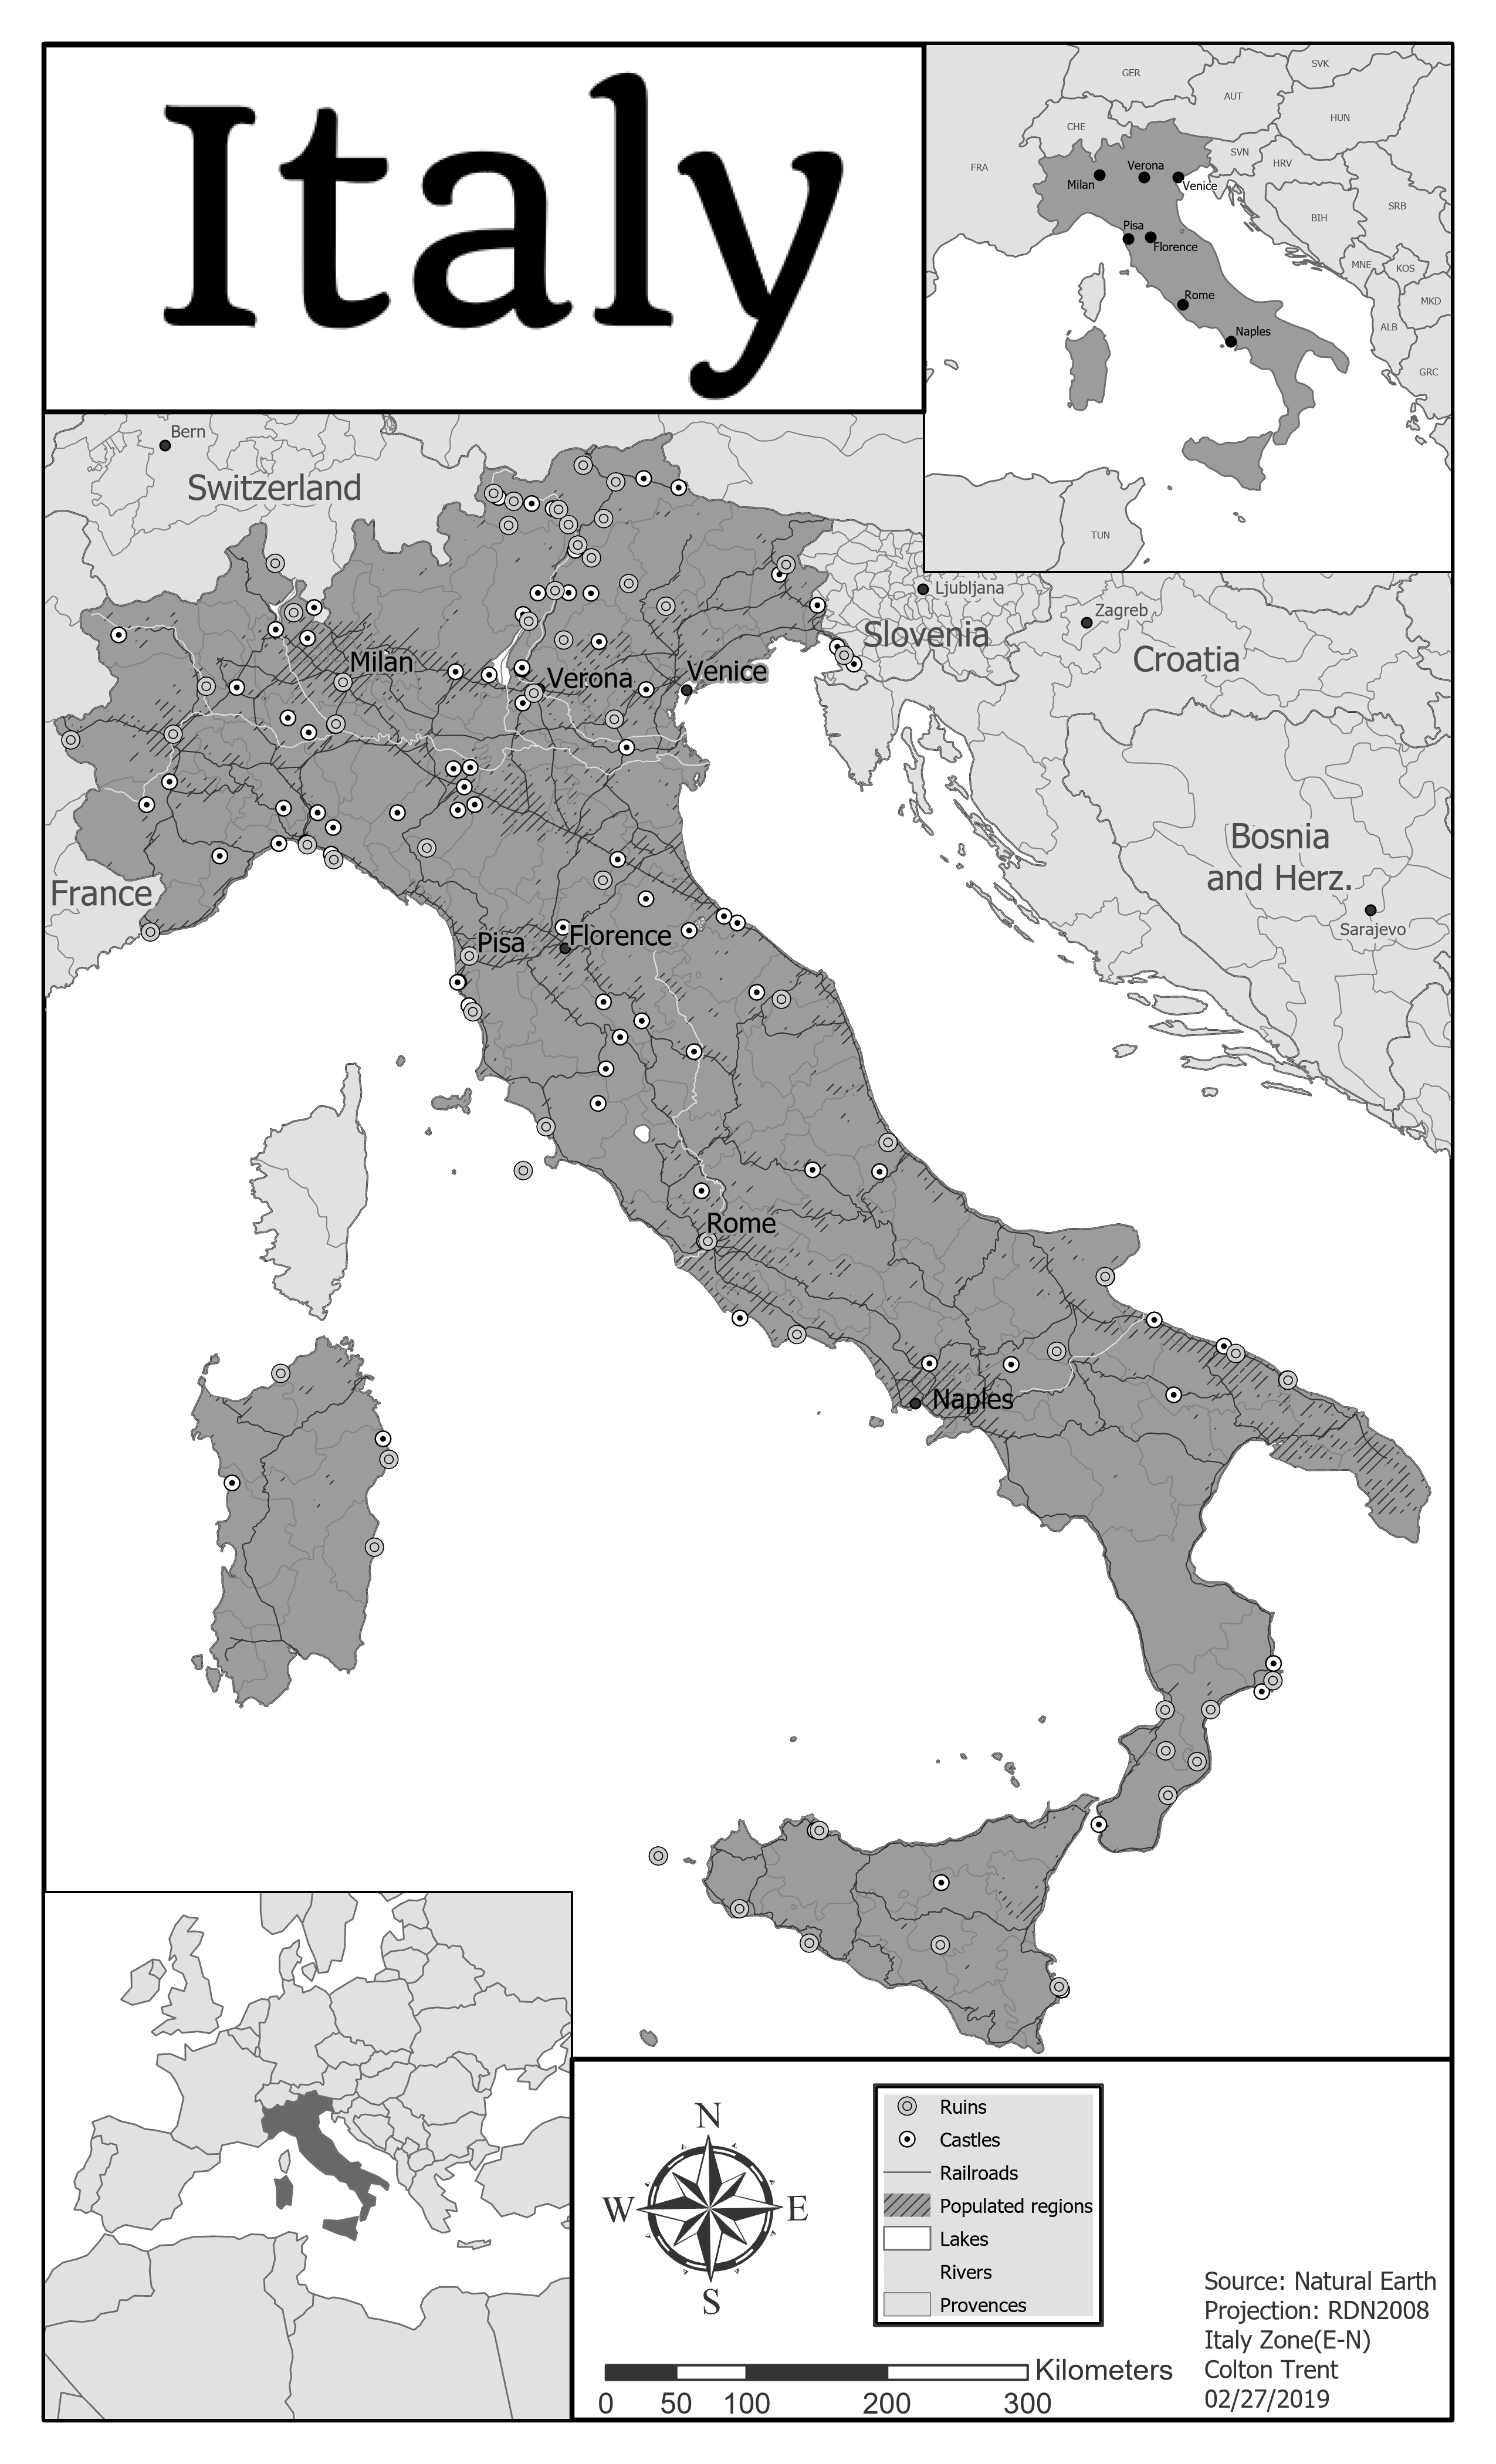 Italy
GER
SVK
AUT
HUN
CHE
SVN
HRV
FRA
Verona
Milan
Venice
SRB
BIH
Pisa
Florence
MNE
KOS
Rome
MKD
ALB
Naples
GRC
TUN
Bern
Switzerland
Ljubljana
Zagreb
Slovenia
Croatia
Milan
Verona
Venice
Bosnia
and Herz.
France
Sarajevo
Pisa
Florence
Rome
Naples
N
W
E
S
Ruins
Castles
Railroads
Populated regions
Lakes
Rivers
Provences
Source: Natural Earth
Projection: RDN2008
Italy Zone(E-N)
Colton Trent
02/27/2019
Kilometers
0 50 100 200 300